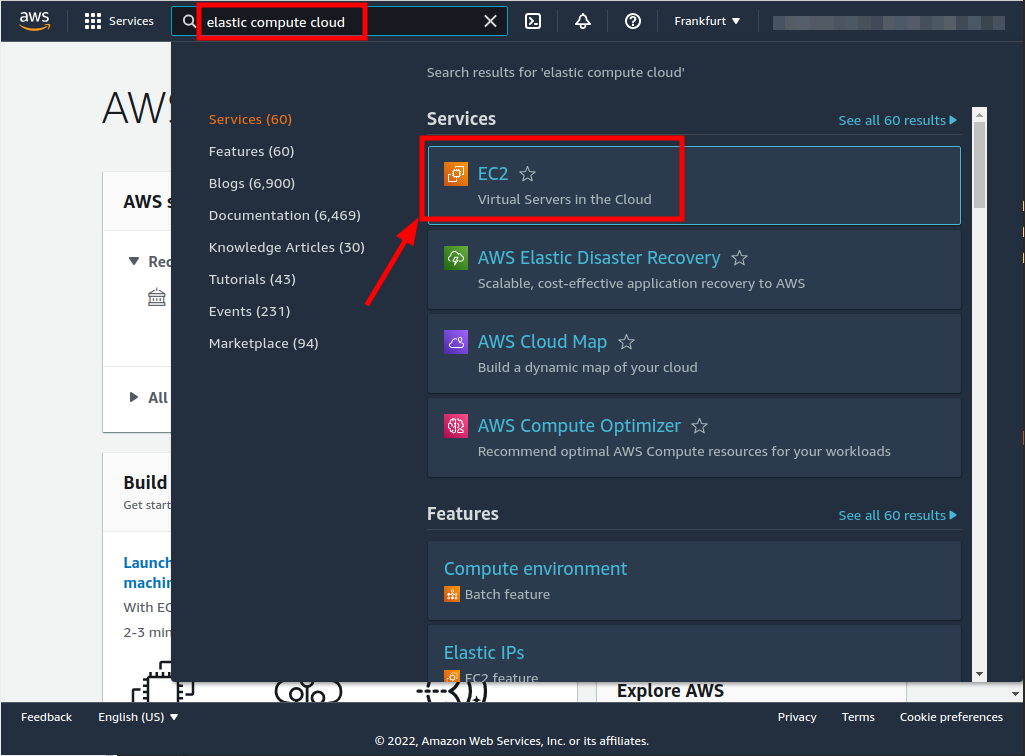 aws
Services
elastic compute cloud
Frankfurt
Search results for 'elastic compute cloud'
Services (60)
Features (60)
Blogs (6,900)
Documentation (6,469)
Knowledge Articles (30)
Tutorials (43)
Events (231)
Marketplace (94)
Services
See all 60 results
EC2
Virtual Servers in the Cloud
AWS Elastic Disaster Recovery
Scalable, cost-effective application recovery to AWS
AWS Cloud Map
Build a dynamic map of your cloud
AWS Compute Optimizer
Recommend optimal AWS Compute resources for your workloads
Features
See all 60 results
Compute environment
Batch feature
Elastic IPs
EC2 feature
AWS
AWS
All
Build
Get start
With EC
2-3 min
Explore AWS
Feedback
English (US)
Privacy
Terms
Cookie preferences
© 2022, Amazon Web Services, Inc. or its affiliates.